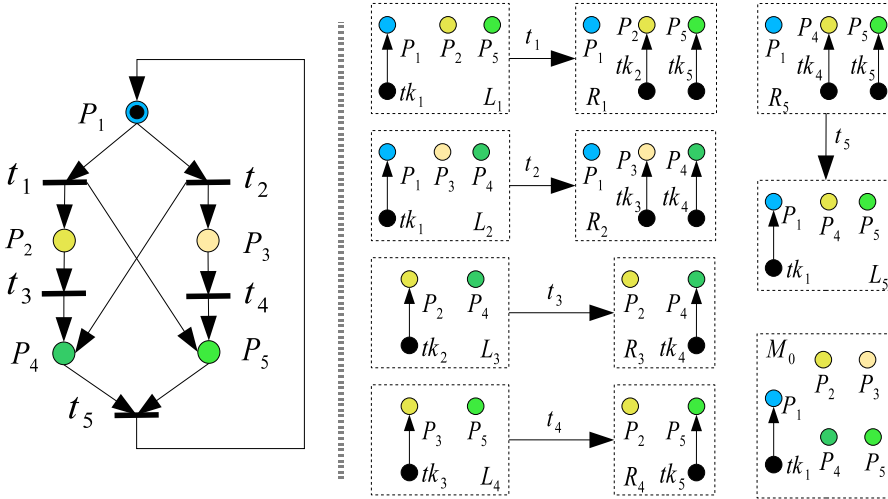 P1
t1 t2
P2 P3
t3 t4
P4 P5
t5
P1 P2 P5
tk1 L1
t1
P1 P2 P5
tk2 tk5
R1
P1 P3 P4
tk1 L2
t2
P1 P3 P4
tk3 tk4
R2
P2 P4
tk2 L3
t3
P2 P4
R3 tk4
P3 P5
tk3 L4
t4
P2 P5
R4 tk5
P1 P4 P5
tk4 tk5
R5
t5
P1 P4 P5
tk1 L5
M0
P2 P3
P1
tk1 P4 P5